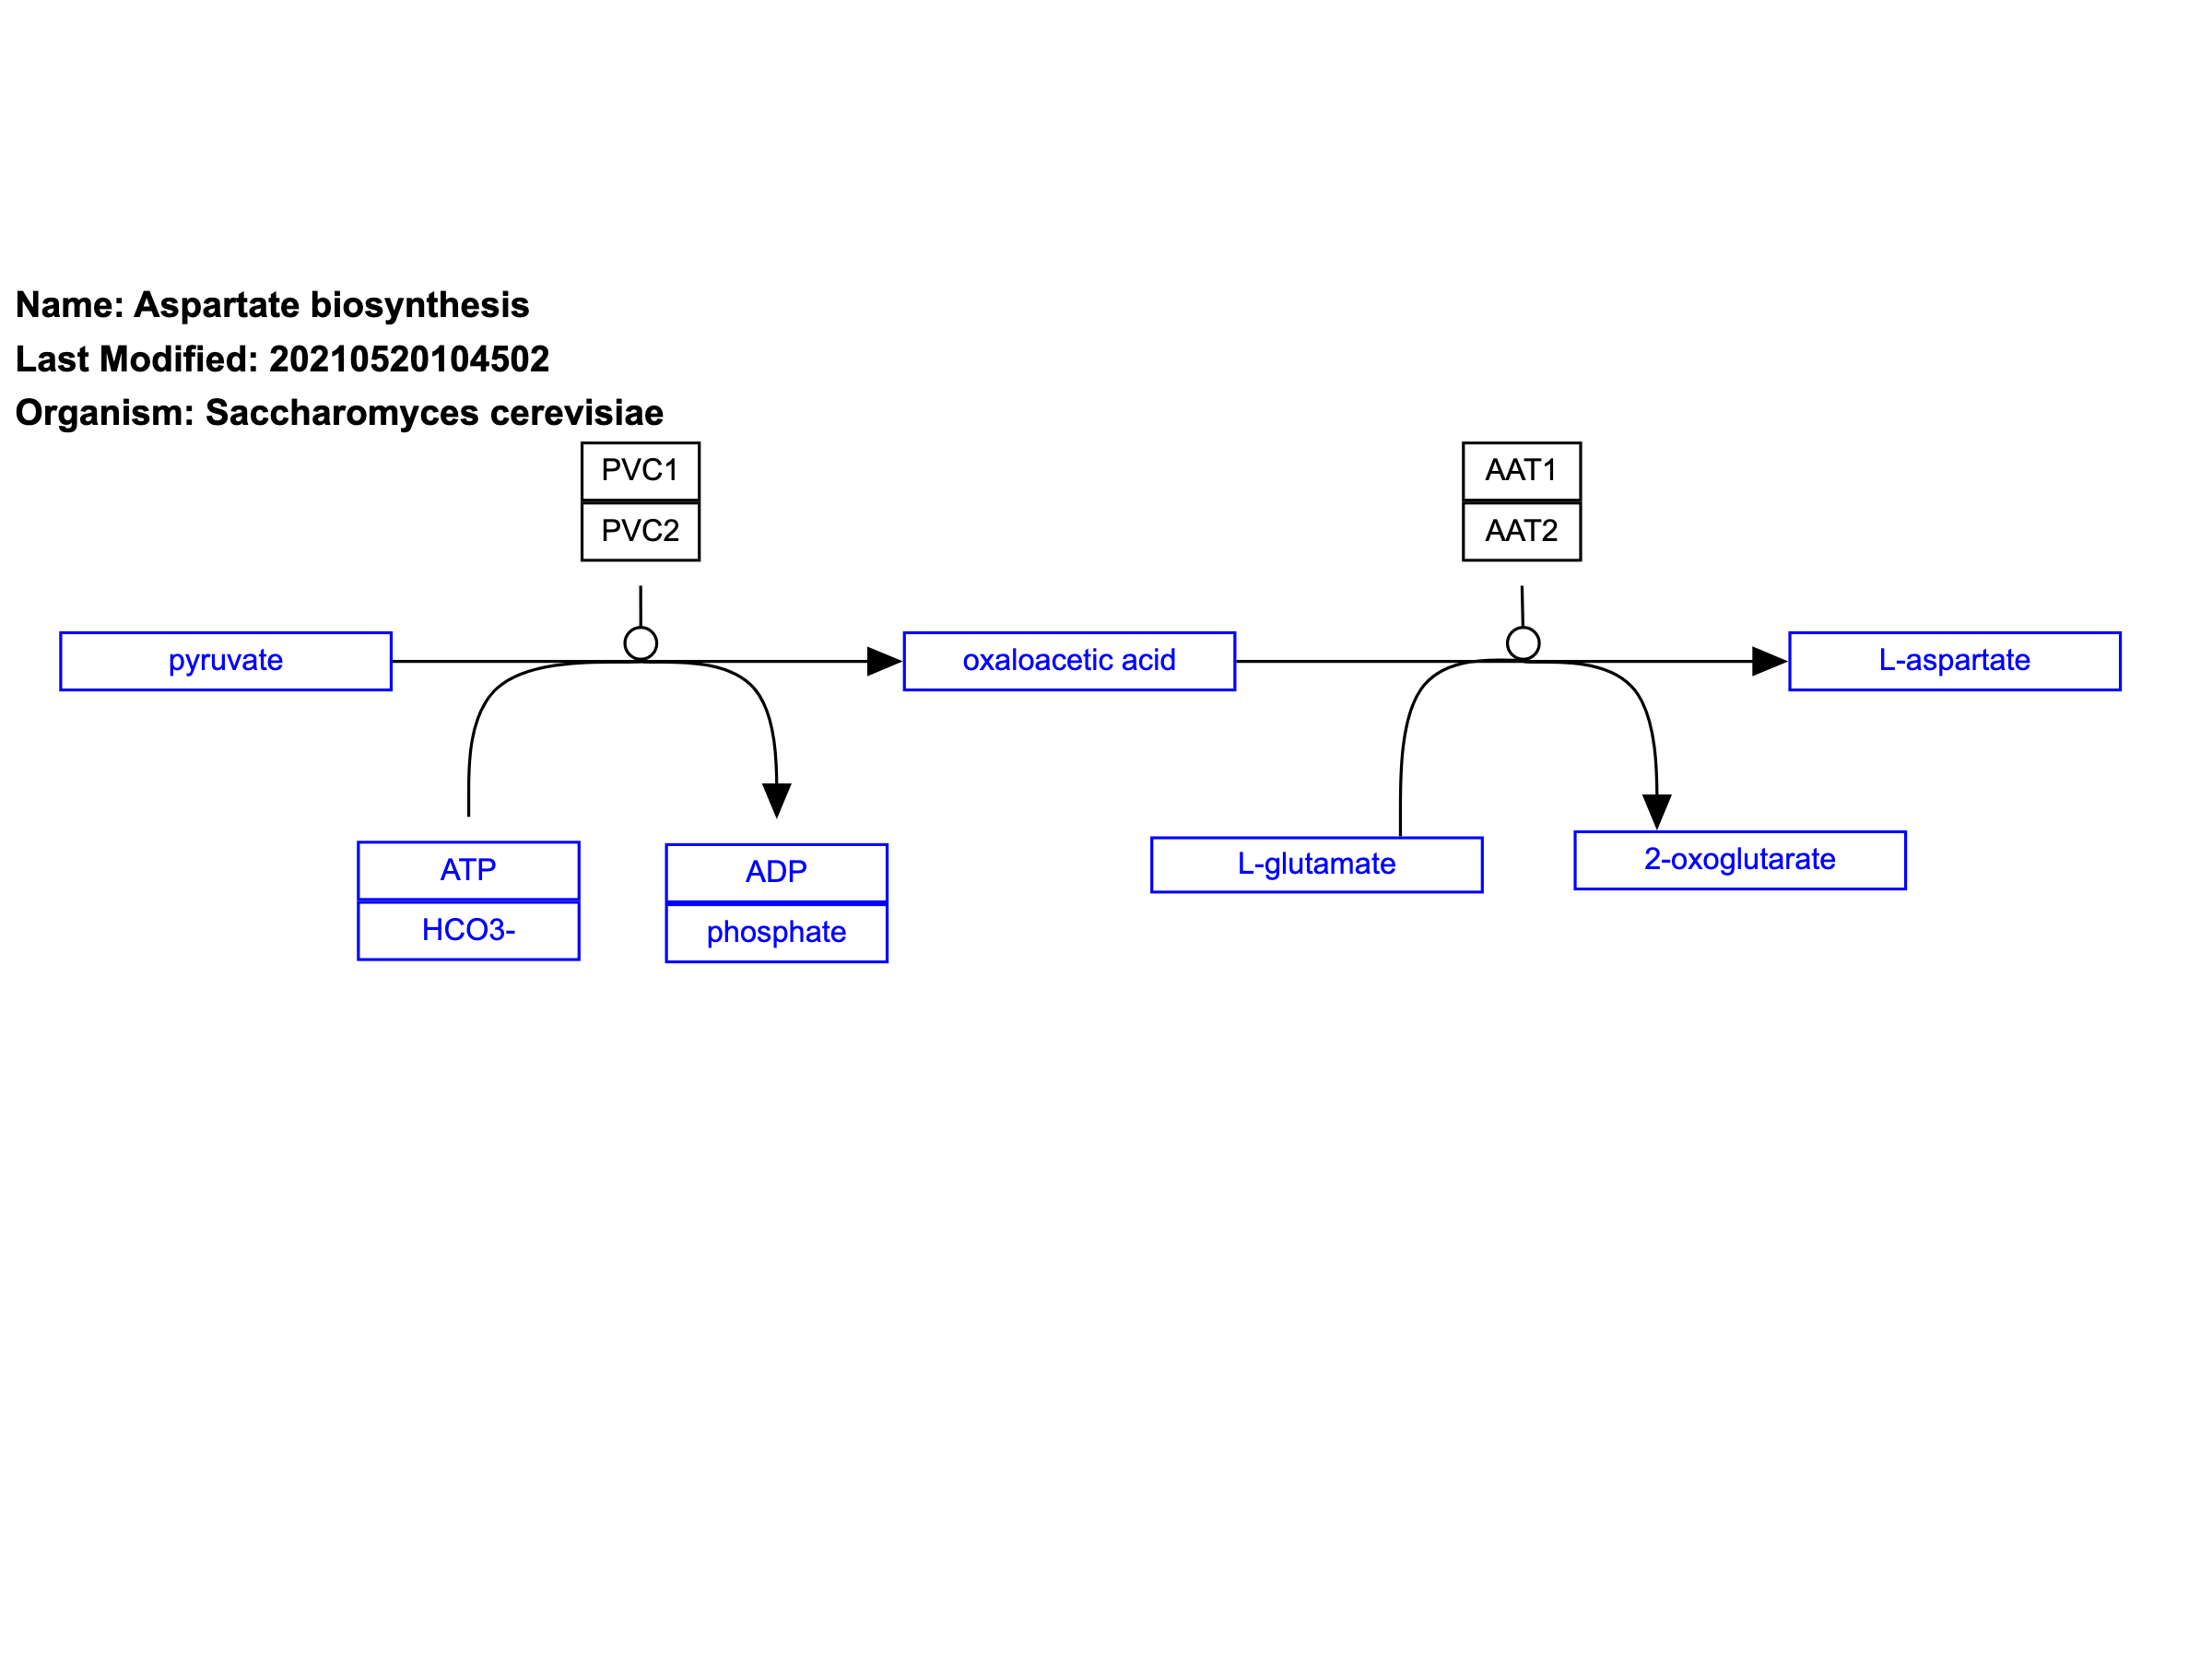 Name: Aspartate biosynthesis
Last Modified: 20210520104502
Organism: Saccharomyces cerevisiae
PVC1
PVC2
AAT1
AAT2
pyruvate
oxaloacetic acid
L-aspartate
ATP
HCO3-
ADP
phosphate
L-glutamate
2-oxoglutarate